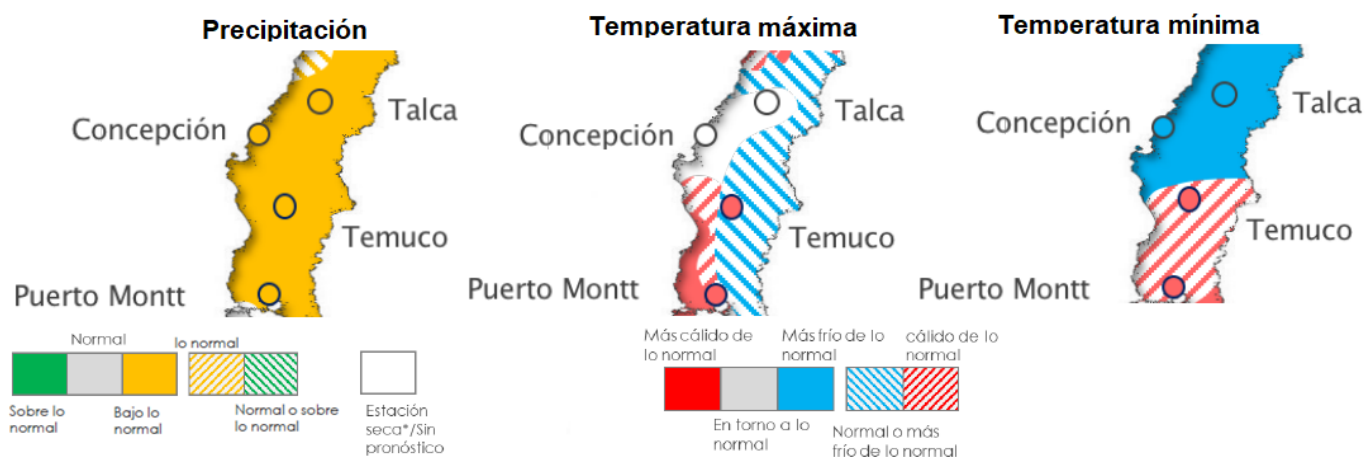 Precipitación
Temperatura máxima
Temperatura mínima
Talca
Concepción
Temuco
Puerto Montt
Talca
Concepción
Temuco
Puerto Montt
Talca
Concepción
Temuco
Puerto Montt
Normal
lo normal
Sobre lo
normal
Bajo lo
normal
Normal o sobre
lo normal
Estación
seca*/Sin
pronóstico
Más cálido de
lo normal
Más frío de lo
normal
cálido de lo
normal
En torno a lo
normal
Normal o más
frío de lo normal